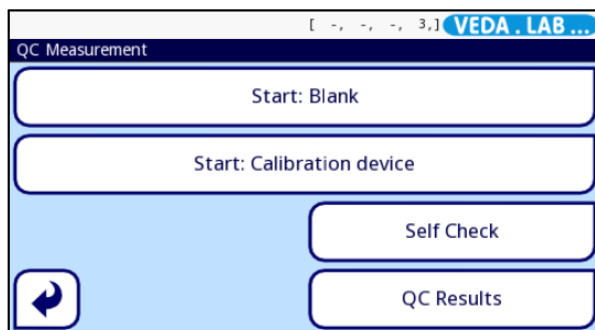 [ -, -, -, 3,] VEDA . LAB ...
QC Measurement
Start: Blank
Start: Calibration device
Self Check
QC Results